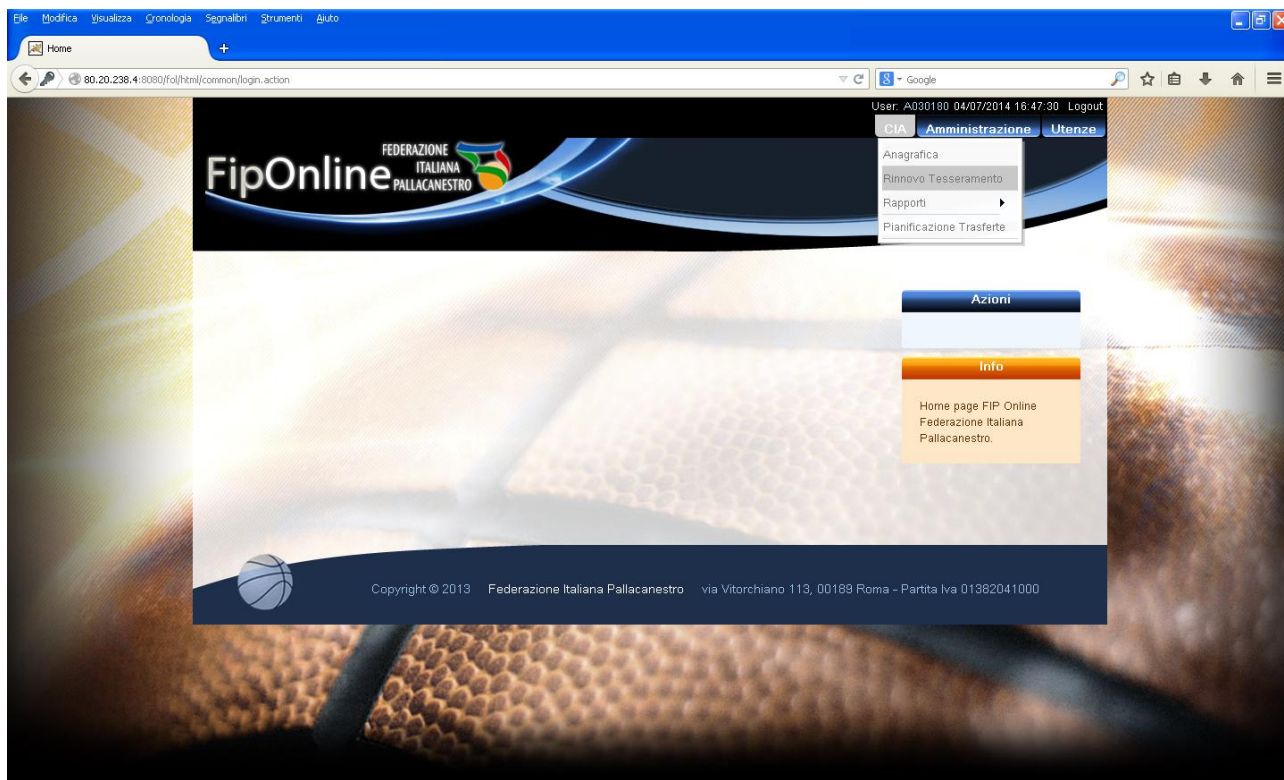 File Modifica Visualizza Cronologia Segnalibri Strumenti Aiuto
Home
80.20.238.4:8080/fol/html/common/login.action
Google
User: A030180 04/07/2014 16:47:30 Logout
CIA Amministrazione Utenze
FipOnline
FEDERAZIONE
ITALIANA
PALLACANESTRO
Anagrafica
Rinnovo Tesseramento
Rapporti
Pianificazione Trasferte
Azioni
Info
Home page FIP Online
Federazione Italiana
Pallacanestro.
Copyright © 2013 Federazione Italiana Pallacanestro via Vitorchiano 113, 00189 Roma - Partita Iva 01382041000